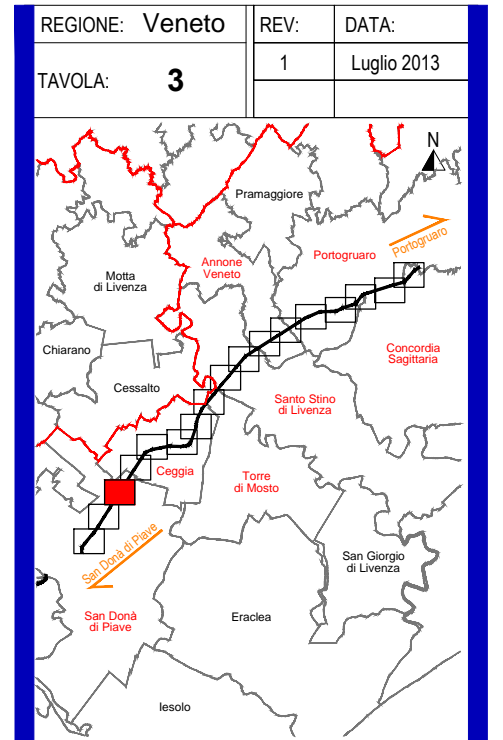 REGIONE: Veneto
REV:
DATA:
TAVOLA: 3
1
Luglio 2013
N
Pramaggiore
Portogruaro
Portogruaro
Annone
Veneto
Motta
di Livenza
Chiarano
Concordia
Sagittaria
Cessalto
Santo Stino
di Livenza
Ceggia
Torre
di Mosto
San Donà di Piave
San Giorgio
di Livenza
San Donà
di Piave
Eraclea
Iesolo